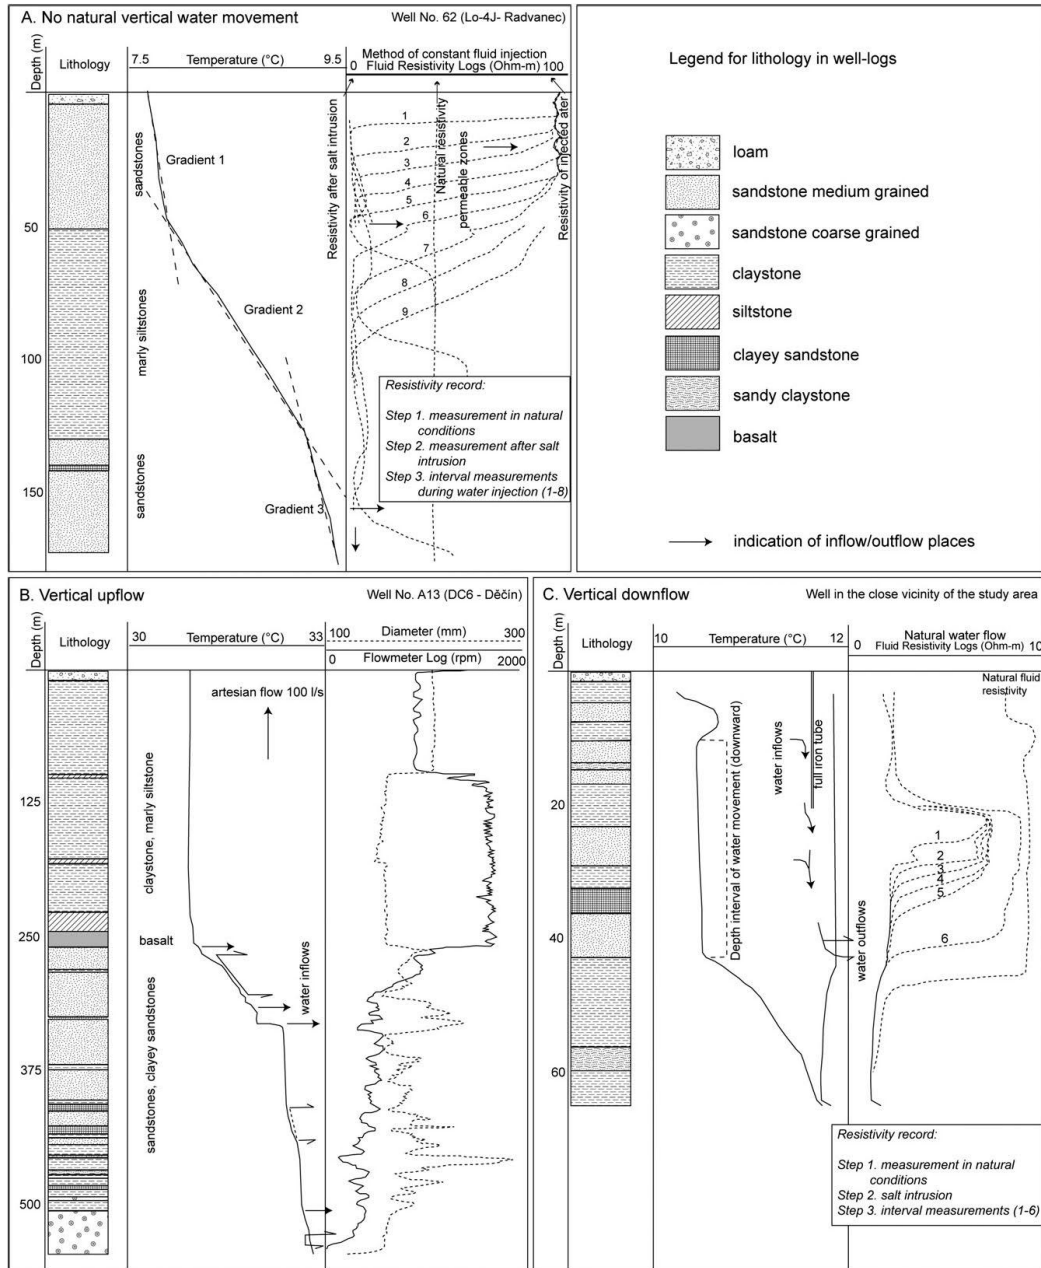 A. No natural vertical water movement
Well No. 62 (Lo-4J- Radvanec)
Depth (m)
Lithology
7.5 Temperature (°C) 9.5
Method of constant fluid injection
0 Fluid Resistivity Logs (Ohm-m) 100
50
100
150
sandstones
marly siltstones
sandstones
Gradient 1
Gradient 2
Gradient 3
Resistivity after salt intrusion
Natural resistivity
permeable zones
Resistivity of injected ater
1
2
3
4
5
6
7
8
9
Resistivity record:
Step 1. measurement in natural
conditions
Step 2. measurement after salt
intrusion
Step 3. interval measurements
during water injection (1-8)
Legend for lithology in well-logs
loam
sandstone medium grained
sandstone coarse grained
claystone
siltstone
clayey sandstone
sandy claystone
basalt
indication of inflow/outflow places
B. Vertical upflow
Well No. A13 (DC6 - Děčín)
Depth (m)
Lithology
30 Temperature (°C) 33
100 Diameter (mm) 300
0 Flowmeter Log (rpm) 2000
artesian flow 100 l/s
125
250
375
500
claystone, marly siltstone
basalt
sandstones, clayey sandstones
water inflows
C. Vertical downflow
Well in the close vicinity of the study area
Depth (m)
Lithology
10 Temperature (°C) 12
Natural water flow
0 Fluid Resistivity Logs (Ohm-m) 10
Natural fluid
resistivity
20
40
60
Depth interval of water movement (downward)
water inflows
full iron tube
water outflows
1
2
3
4
5
6
Resistivity record:
Step 1. measurement in natural
conditions
Step 2. salt intrusion
Step 3. interval measurements (1-6)